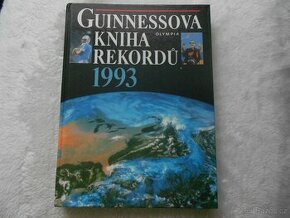 GUINNESSOVA
OLYMPIA
KNIHA
REKORDŮ
1993